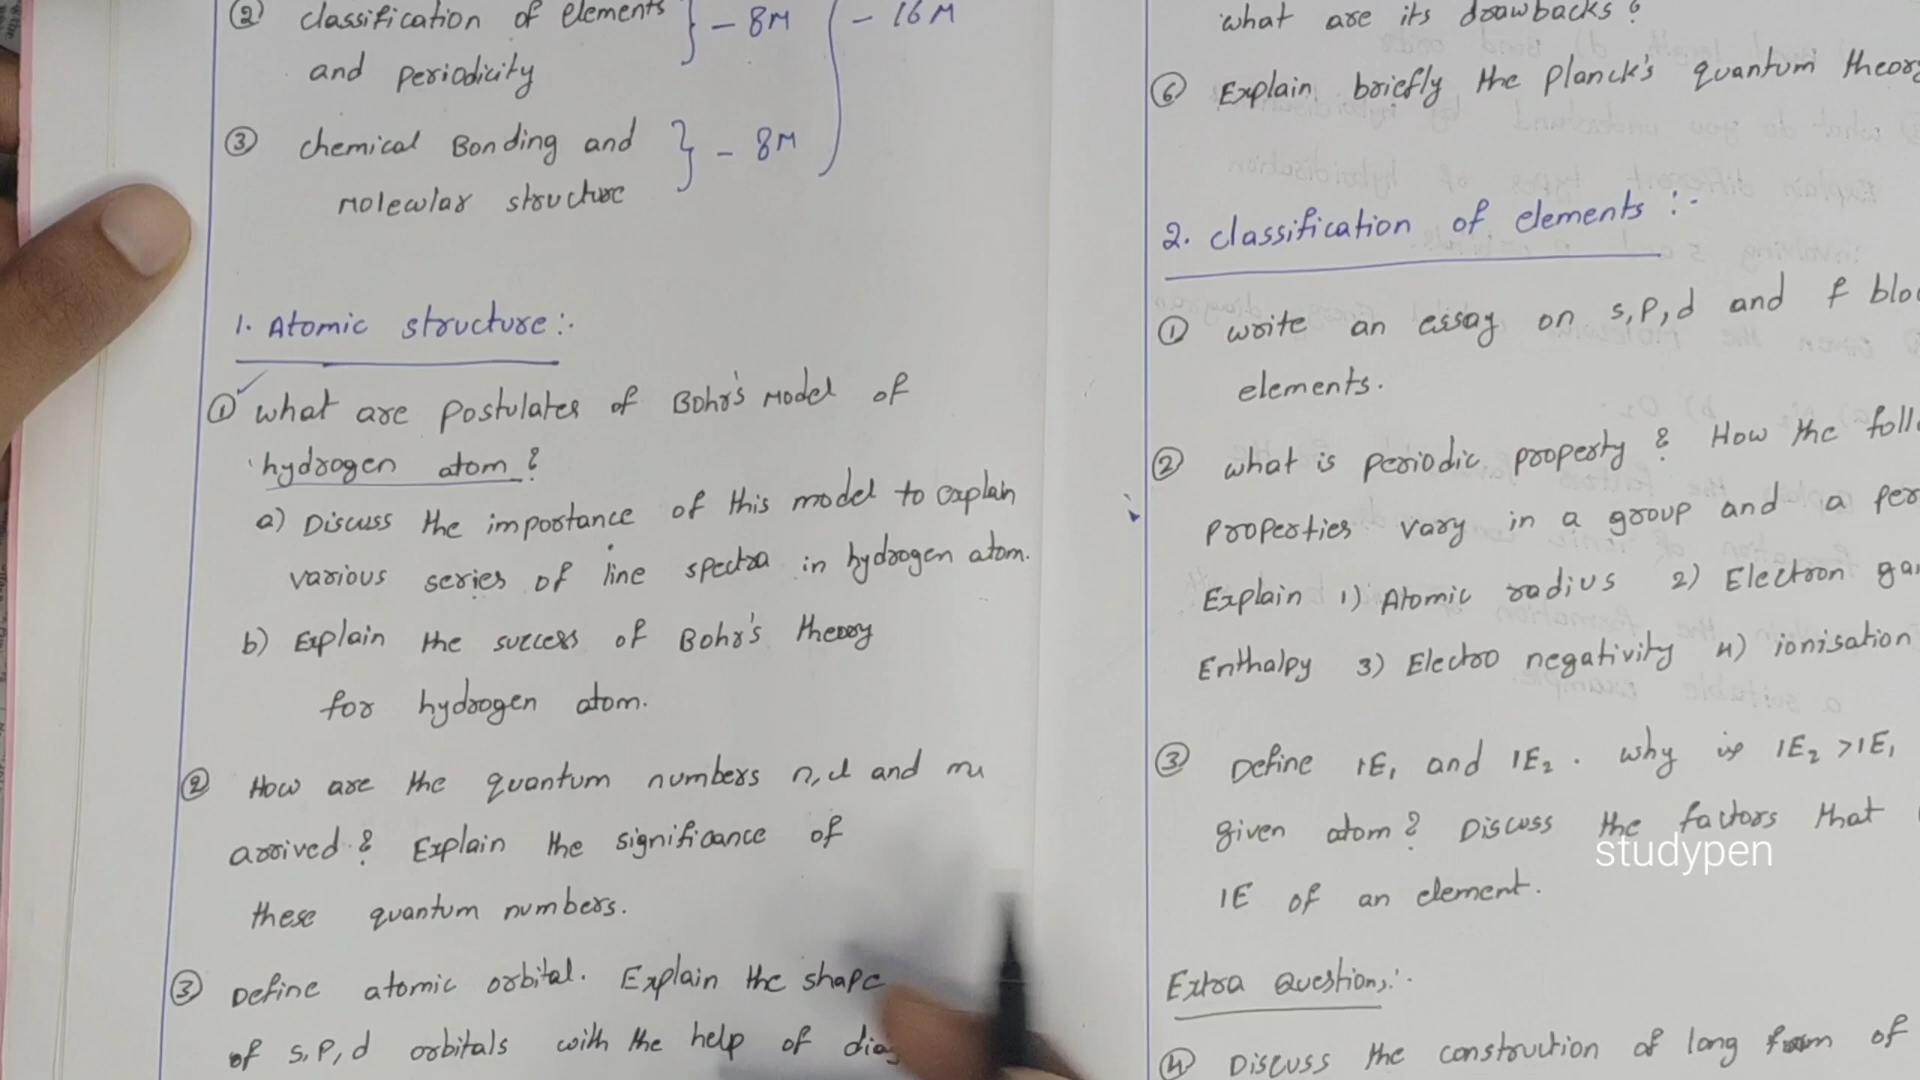 ② classification of elements } - 8M
and periodicity
- 16M
③ chemical Bonding and } - 8M
Molecular structure
1. Atomic structure :-
① what are postulates of Bohr's Model of
hydrogen atom ?
a) Discuss the importance of this model to explain
various series of line spectra in hydrogen atom.
b) Explain the success of Bohr's theory
for hydrogen atom.
② How are the quantum numbers n, l and
arrived ? Explain the significance of
these quantum numbers.
③ Define atomic orbital. Explain the shape
of s, p, d orbitals with the help of
what are its drawbacks ?
⑥ Explain briefly the Planck's quantum theory
2. classification of elements :-
① write an essay on s, p, d and f
elements.
② what is periodic property ? How the
properties vary in a group and a
Explain 1) Atomic radius 2) Electron
Enthalpy 3) Electro negativity 4) ionisation
③ Define IE₁ and IE₂. why is IE₂ > IE₁
given atom ? Discuss the factors that
studypen
IE of an element.
Extra Questions :-
④ Discuss the construction of long form of